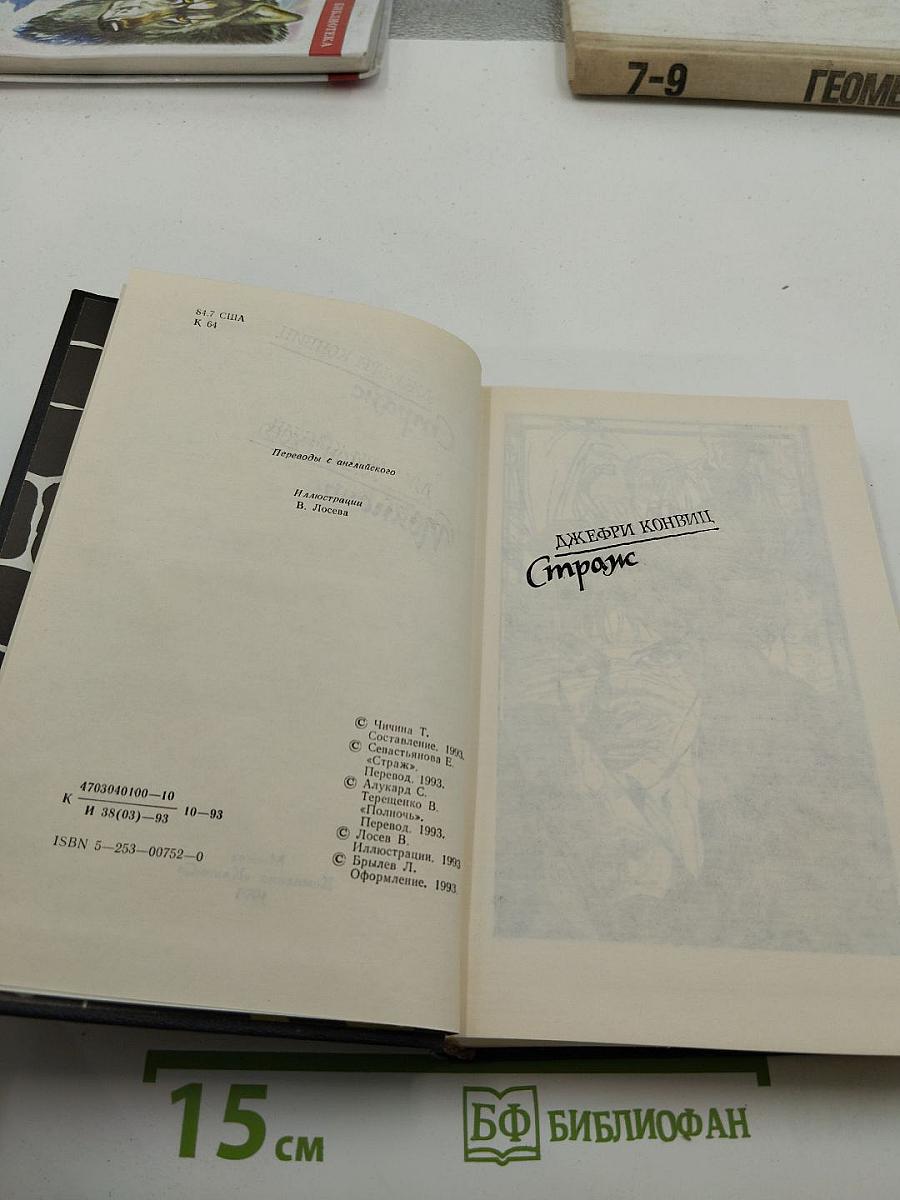 БИБЛИОТЕКА
7-9
ГЕОМЕ
84.7 США
К 64
Переводы с английского
Иллюстрации
В. Лосева
© Чичина Т.
Составление. 1993.
© Севастьянова Е.
«Страж».
Перевод. 1993.
© Алукард С.
Терещенко В.
«Полночь».
Перевод. 1993.
© Лосев В.
Иллюстрации. 1993
© Брылев Л.
Оформление. 1993
К 4703040100—10
И 38(03)—93 10—93
ISBN 5—253—00752—0
ДЖЕФРИ КОНВИЦ
Страж
15 см
БФ БИБЛИОФАН